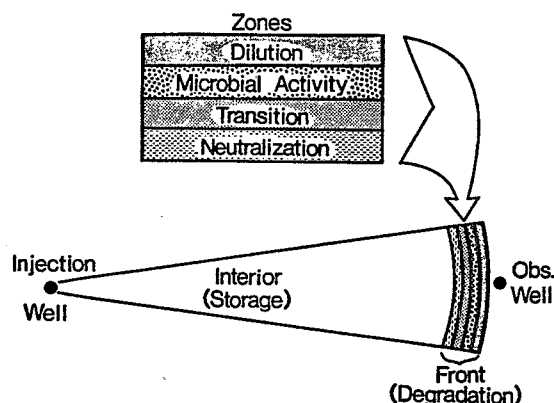 Zones
Dilution
Microbial Activity
Transition
Neutralization
Injection
Well
Interior
(Storage)
Obs.
Well
Front
(Degradation)